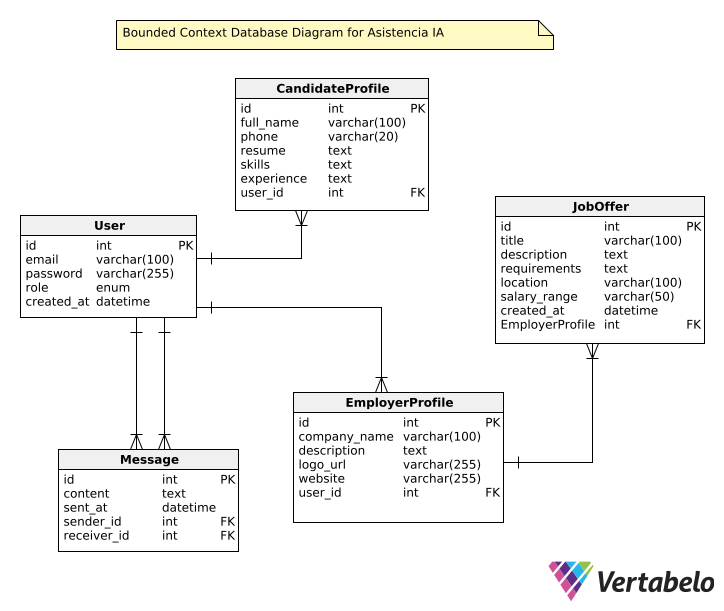 Bounded Context Database Diagram for Asistencia IA
CandidateProfile
id int PK
full_name varchar(100)
phone varchar(20)
resume text
skills text
experience text
user_id int FK
User
id int PK
email varchar(100)
password varchar(255)
role enum
created_at datetime
JobOffer
id int PK
title varchar(100)
description text
requirements text
location varchar(100)
salary_range varchar(50)
created_at datetime
EmployerProfile int FK
EmployerProfile
id int PK
company_name varchar(100)
description text
logo_url varchar(255)
website varchar(255)
user_id int FK
Message
id int PK
content text
sent_at datetime
sender_id int FK
receiver_id int FK
Vertabelo